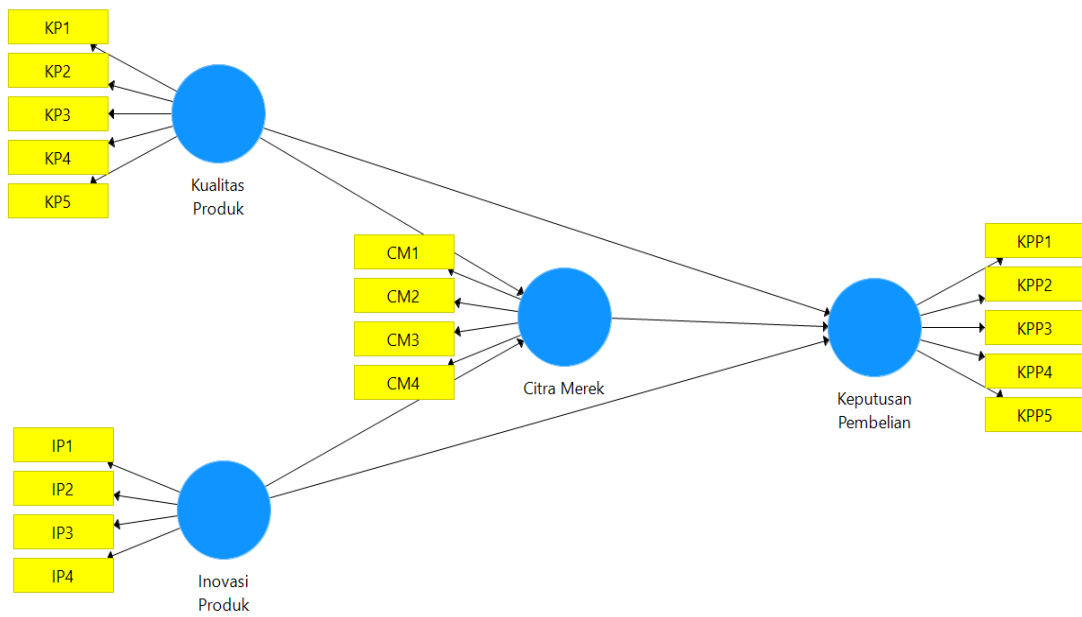 KP1
KP2
KP3
KP4
KP5
Kualitas
Produk
CM1
CM2
CM3
CM4
Citra Merek
KPP1
KPP2
KPP3
KPP4
KPP5
Keputusan
Pembelian
IP1
IP2
IP3
IP4
Inovasi
Produk